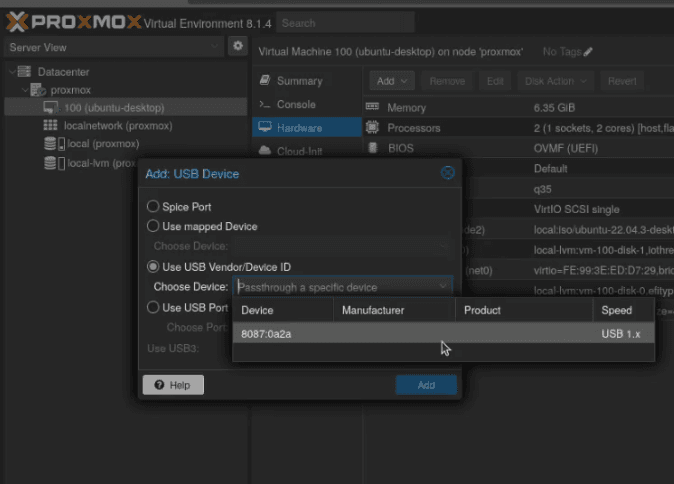 PROXMOX Virtual Environment 8.1.4 Search
Server View
Virtual Machine 100 (ubuntu-desktop) on node 'proxmox' No Tags
Datacenter
proxmox
100 (ubuntu-desktop)
localnetwork (proxmox)
local (proxmox)
local-lvm (prox
Summary
Console
Hardware
Cloud-Init
Add Remove Edit Disk Action Revert
Memory 6.35 GiB
Processors 2 (1 sockets, 2 cores) [host,fla
BIOS OVMF (UEFI)
Default
q35
VirtIO SCSI single
de2) local:iso/ubuntu-22.04.3-deskt
local-lvm:vm-100-disk-1,iothre
net0) virtio=FE:99:3E:ED:D7:29,bric
local-lvm:vm-100-disk-0,efityp
Add: USB Device
Spice Port
Use mapped Device
Choose Device:
Use USB Vendor/Device ID
Choose Device: Passthrough a specific device
Use USB Port
Choose Port:
Use USB3:
Device Manufacturer Product Speed
8087:0a2a USB 1.x
Help Add